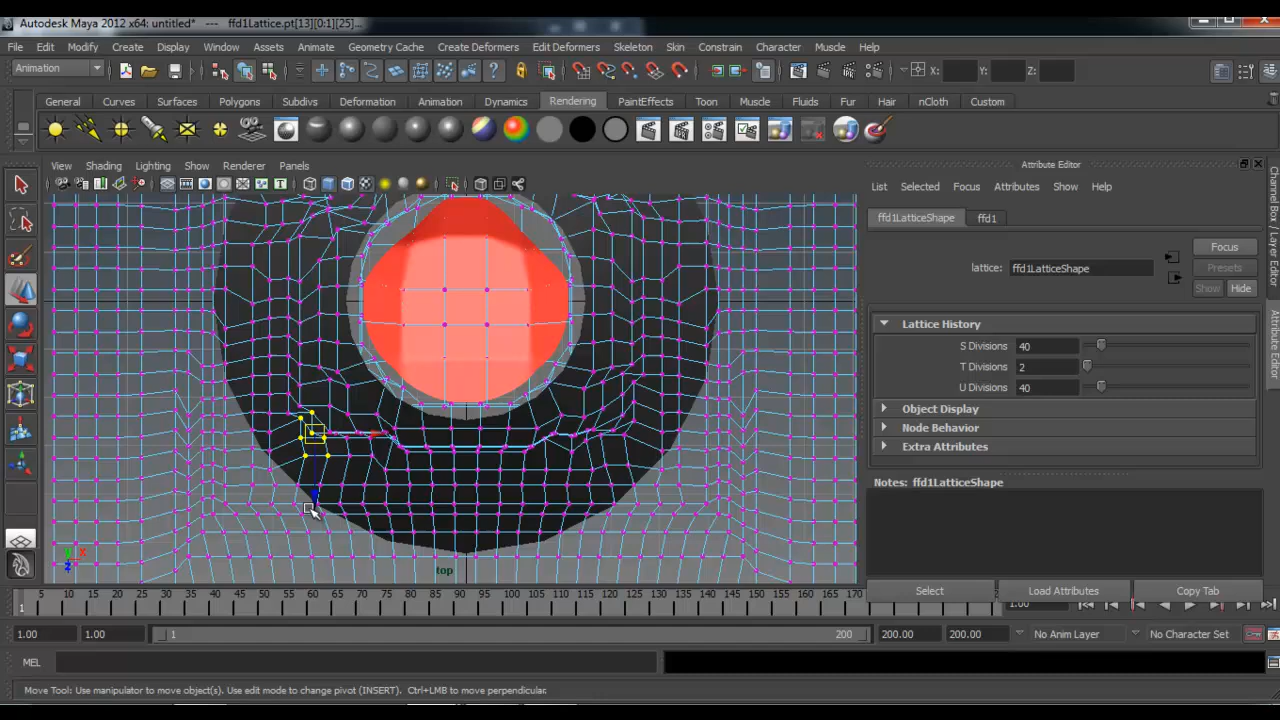 Autodesk Maya 2012 x64: untitled* --- ffd1Lattice.pt[13][0:1][25]...
File Edit Modify Create Display Window Assets Animate Geometry Cache Create Deformers Edit Deformers Skeleton Skin Constrain Character Muscle Help
Animation X: Y: Z:
General Curves Surfaces Polygons Subdivs Deformation Animation Dynamics Rendering PaintEffects Toon Muscle Fluids Fur Hair nCloth Custom
View Shading Lighting Show Renderer Panels
Attribute Editor
List Selected Focus Attributes Show Help
ffd1LatticeShape ffd1
Focus
lattice: ffd1LatticeShape
Presets
Show Hide
Lattice History
S Divisions 40
T Divisions 2
U Divisions 40
Object Display
Node Behavior
Extra Attributes
Notes: ffd1LatticeShape
Select Load Attributes Copy Tab
Channel Box / Layer Editor
Attribute Editor
y x
z
top
1 5 10 15 20 25 30 35 40 45 50 55 60 65 70 75 80 85 90 95 100 105 110 115 120 125 130 135 140 145 150 155 160 165 170 1.00
1.00 1.00 1 200 200.00 200.00 No Anim Layer No Character Set
MEL
Move Tool: Use manipulator to move object(s). Use edit mode to change pivot (INSERT). Ctrl+LMB to move perpendicular.